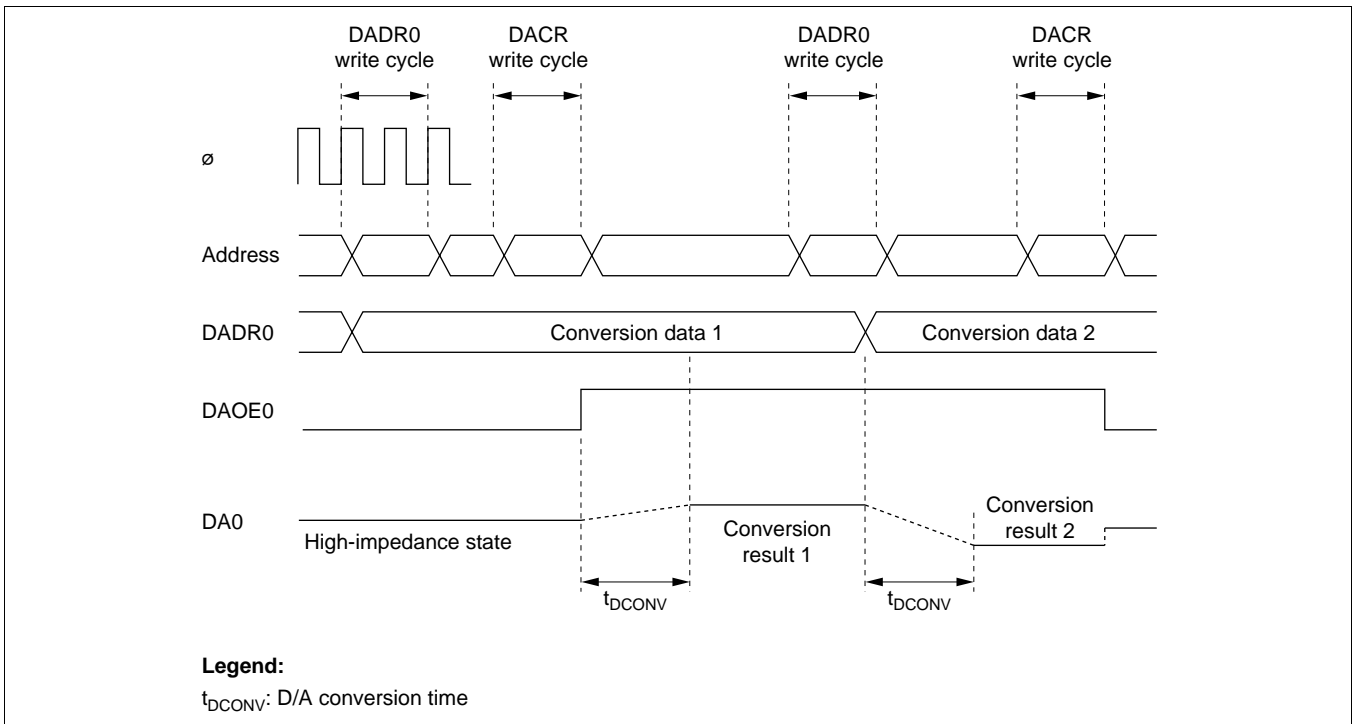 DADR0 DACR DADR0 DACR
write cycle write cycle write cycle write cycle
ø
Address
DADR0 Conversion data 1 Conversion data 2
DAOE0
DA0
High-impedance state
Conversion
result 1
Conversion
result 2
tDCONV tDCONV
Legend:
tDCONV: D/A conversion time